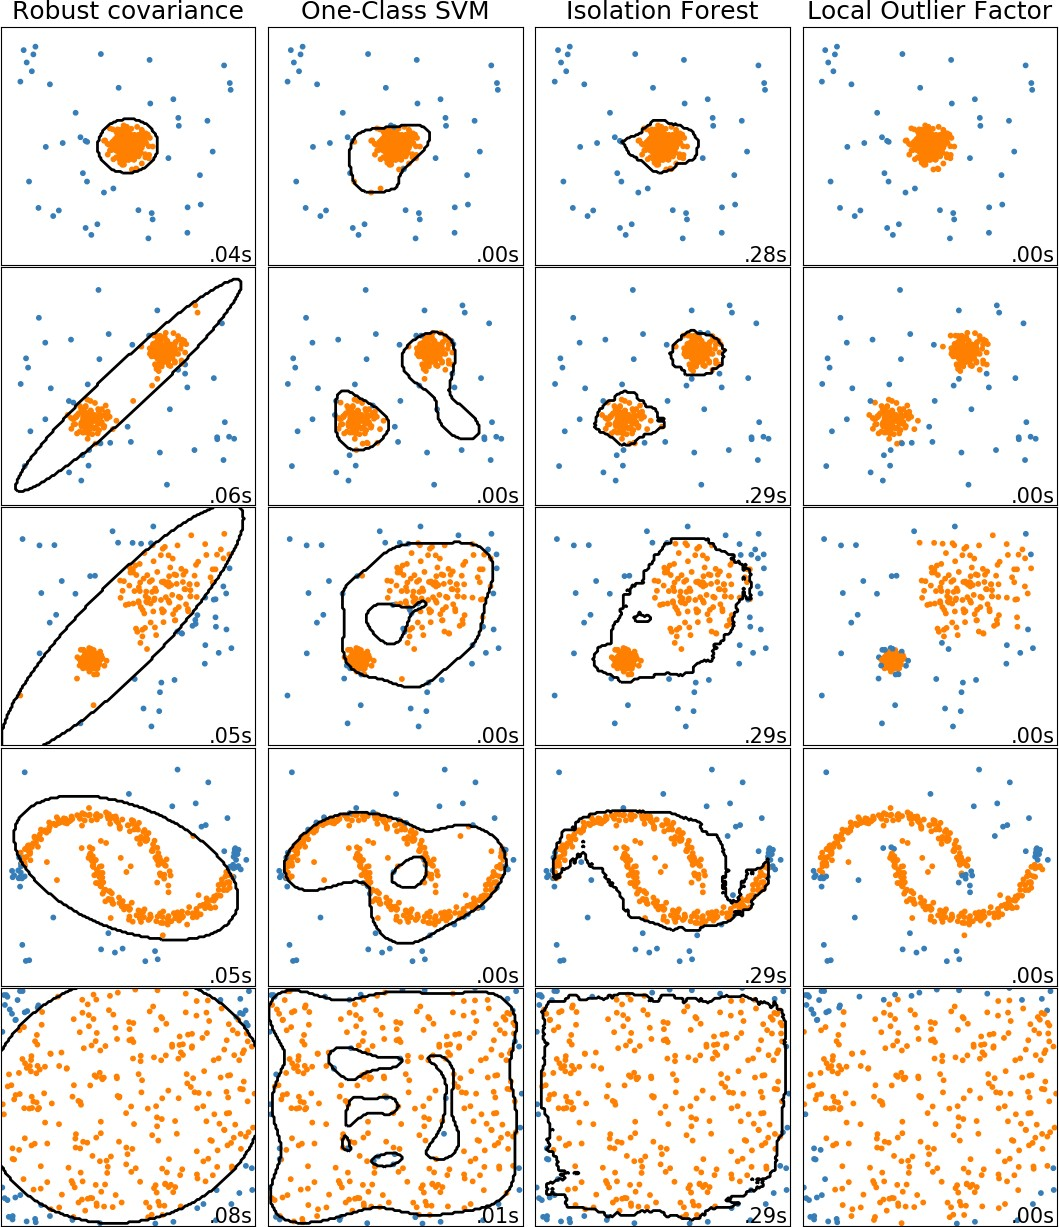 Robust covariance One-Class SVM Isolation Forest Local Outlier Factor
.04s .00s .28s .00s
.06s .00s .29s .00s
.05s .00s .29s .00s
.05s .00s .29s .00s
.08s .01s .29s .00s